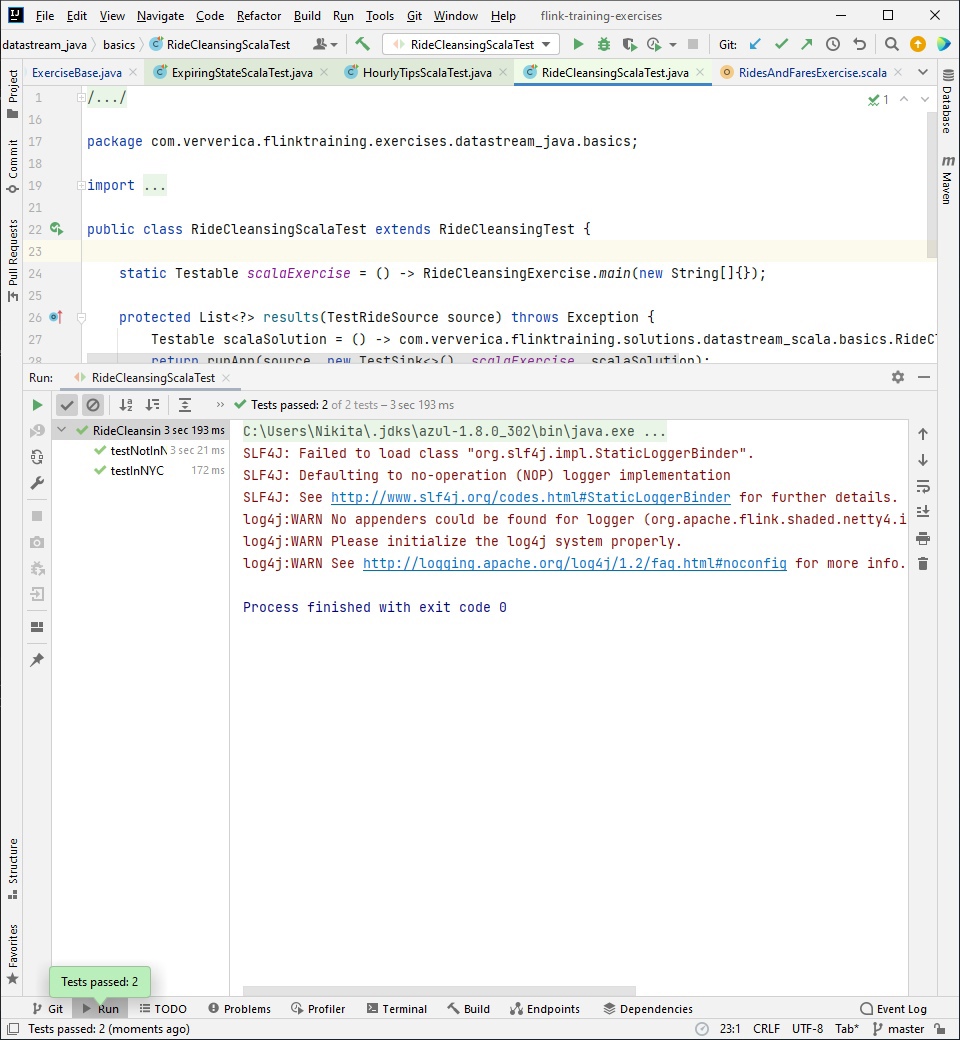 File Edit View Navigate Code Refactor Build Run Tools Git Window Help flink-training-exercises
datastream_java basics RideCleansingScalaTest RideCleansingScalaTest Git:
ExerciseBase.java ExpiringStateScalaTest.java HourlyTipsScalaTest.java RideCleansingScalaTest.java RidesAndFaresExercise.scala
Project
Commit
Pull Requests
Structure
Favorites
Database
Maven
1 /.../ 1
16
17 package com.ververica.flinktraining.exercises.datastream_java.basics;
18
19 import ...
21
22 public class RideCleansingScalaTest extends RideCleansingTest {
23
24 static Testable scalaExercise = () -> RideCleansingExercise.main(new String[]{});
25
26 protected List<?> results(TestRideSource source) throws Exception {
27 Testable scalaSolution = () -> com.ververica.flinktraining.solutions.datastream_scala.basics.RideC
28 return runApp(source, new TestSink<>(), scalaExercise, scalaSolution);
Run: RideCleansingScalaTest
Tests passed: 2 of 2 tests – 3 sec 193 ms
RideCleansin 3 sec 193 ms
testNotInN 3 sec 21 ms
testInNYC 172 ms
C:\Users\Nikita\.jdks\azul-1.8.0_302\bin\java.exe ...
SLF4J: Failed to load class "org.slf4j.impl.StaticLoggerBinder".
SLF4J: Defaulting to no-operation (NOP) logger implementation
SLF4J: See http://www.slf4j.org/codes.html#StaticLoggerBinder for further details.
log4j:WARN No appenders could be found for logger (org.apache.flink.shaded.netty4.i
log4j:WARN Please initialize the log4j system properly.
log4j:WARN See http://logging.apache.org/log4j/1.2/faq.html#noconfig for more info.
Process finished with exit code 0
Tests passed: 2
Git Run TODO Problems Profiler Terminal Build Endpoints Dependencies Event Log
Tests passed: 2 (moments ago) 23:1 CRLF UTF-8 Tab* master